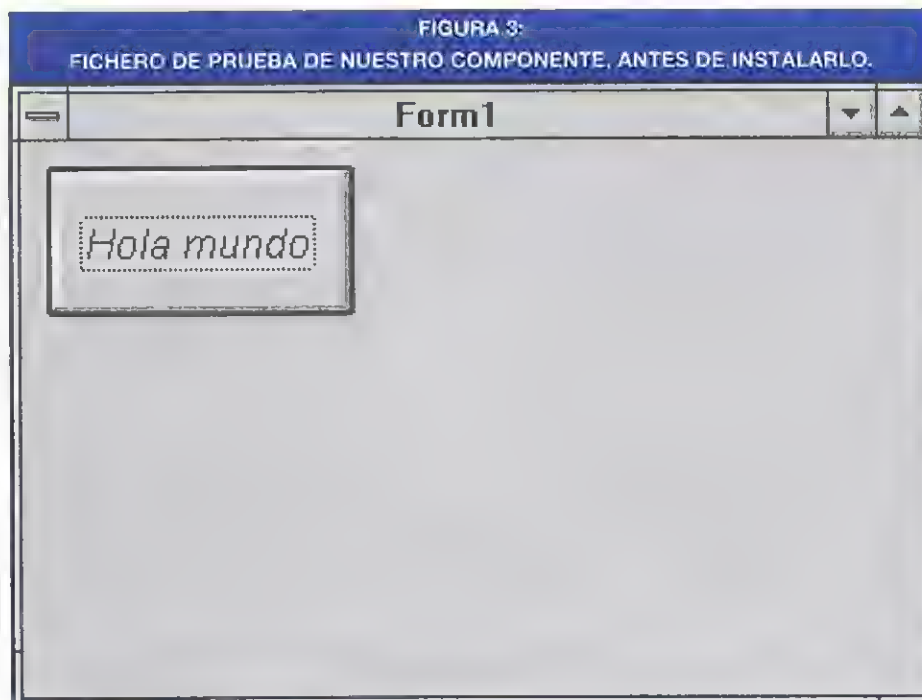 FIGURA 3:
FICHERO DE PRUEBA DE NUESTRO COMPONENTE, ANTES DE INSTALARLO.
Form1
Hola mundo